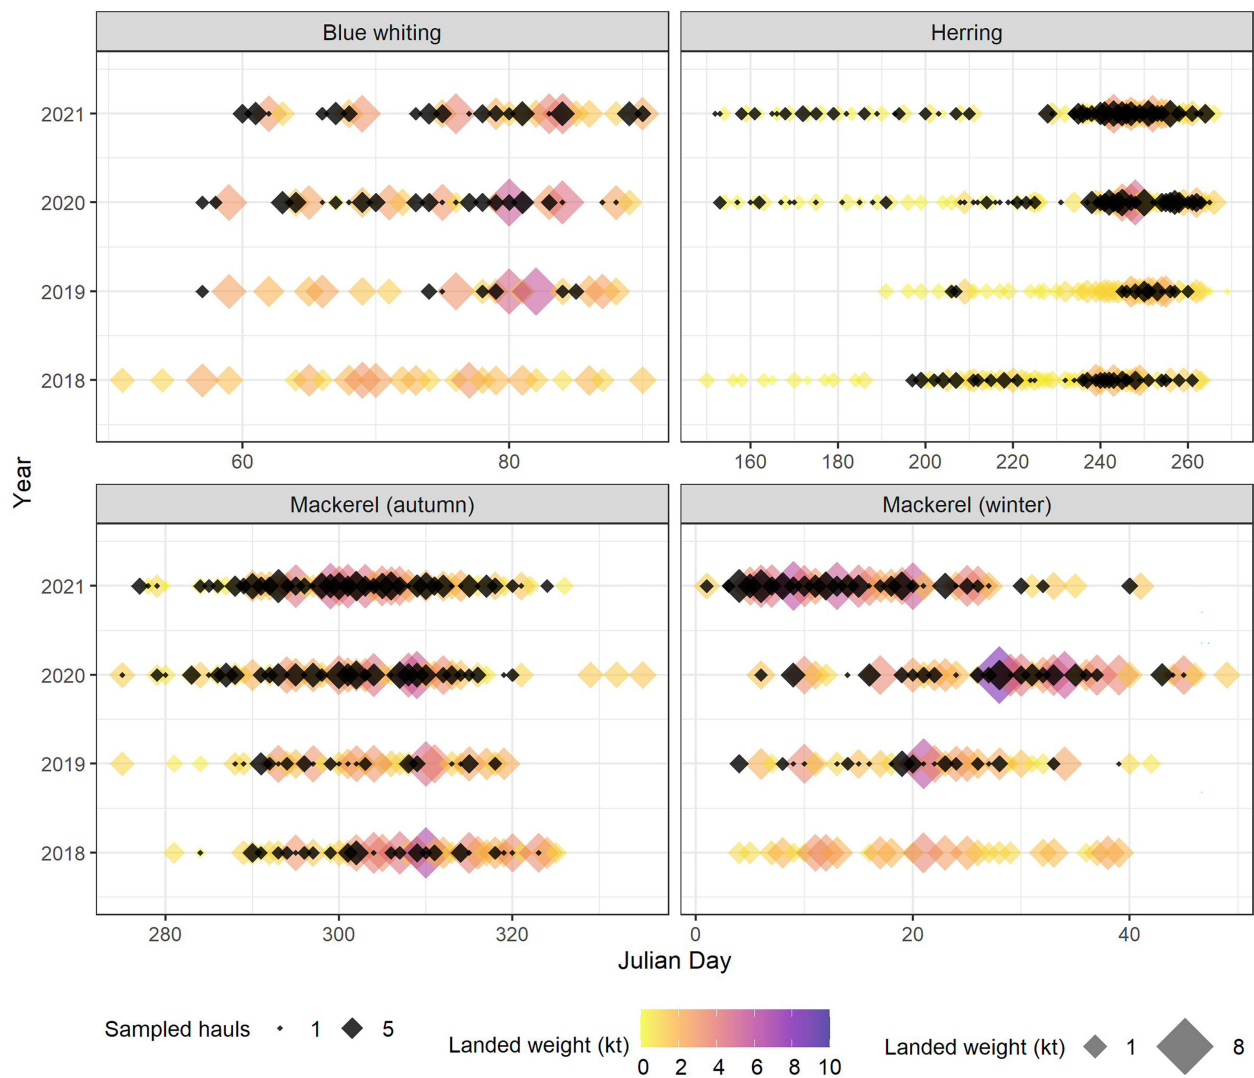 Blue whiting Herring
2021
2020
2019
2018
60 80 160 180 200 220 240 260
Year
Mackerel (autumn) Mackerel (winter)
2021
2020
2019
2018
280 300 320 0 20 40
Julian Day
Sampled hauls 1 5
Landed weight (kt) 0 2 4 6 8 10
Landed weight (kt) 1 8